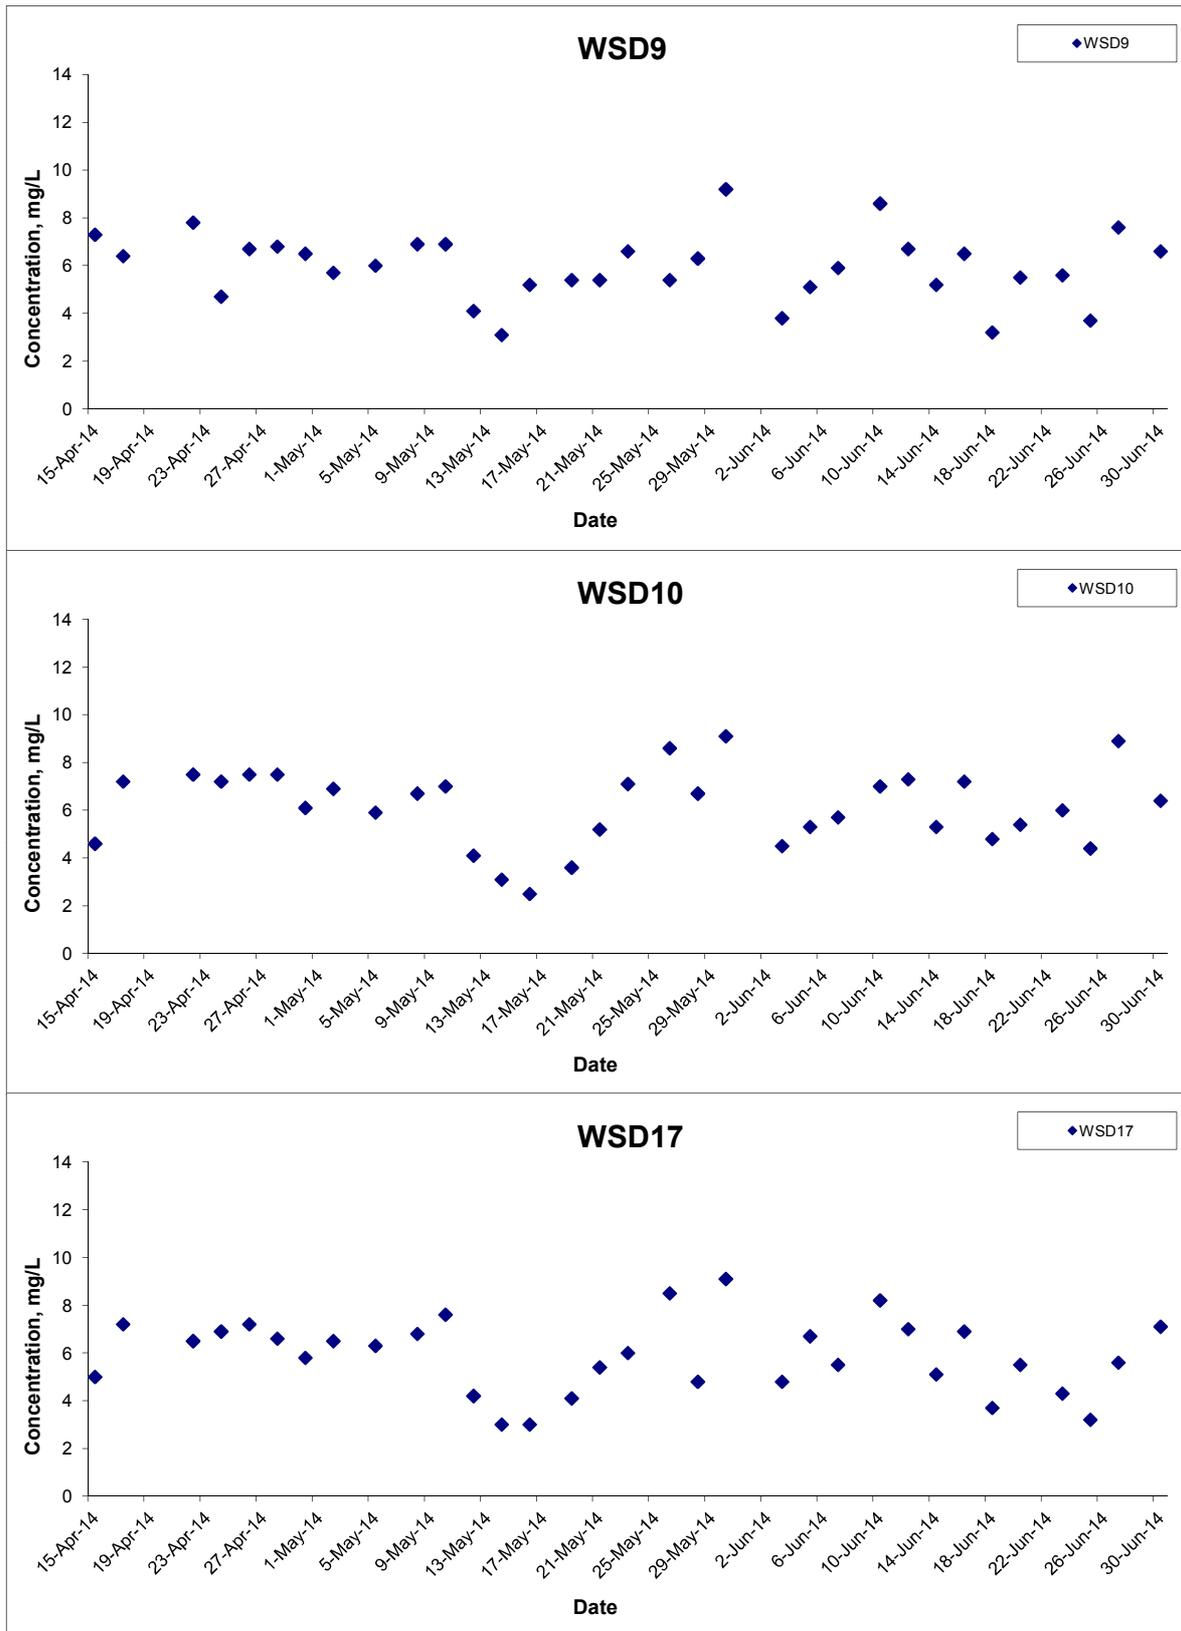 WSD9
WSD9
14
12
10
8
6
4
2
0
Concentration, mg/L
15-Apr-14
19-Apr-14
23-Apr-14
27-Apr-14
1-May-14
5-May-14
9-May-14
13-May-14
17-May-14
21-May-14
25-May-14
29-May-14
2-Jun-14
6-Jun-14
10-Jun-14
14-Jun-14
18-Jun-14
22-Jun-14
26-Jun-14
30-Jun-14
Date
WSD10
WSD10
14
12
10
8
6
4
2
0
Concentration, mg/L
15-Apr-14
19-Apr-14
23-Apr-14
27-Apr-14
1-May-14
5-May-14
9-May-14
13-May-14
17-May-14
21-May-14
25-May-14
29-May-14
2-Jun-14
6-Jun-14
10-Jun-14
14-Jun-14
18-Jun-14
22-Jun-14
26-Jun-14
30-Jun-14
Date
WSD17
WSD17
14
12
10
8
6
4
2
0
Concentration, mg/L
15-Apr-14
19-Apr-14
23-Apr-14
27-Apr-14
1-May-14
5-May-14
9-May-14
13-May-14
17-May-14
21-May-14
25-May-14
29-May-14
2-Jun-14
6-Jun-14
10-Jun-14
14-Jun-14
18-Jun-14
22-Jun-14
26-Jun-14
30-Jun-14
Date